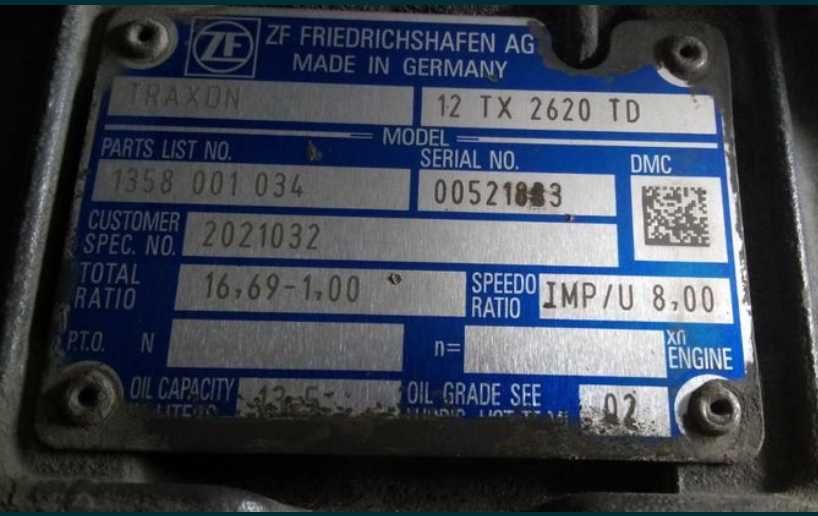 ZF ZF FRIEDRICHSHAFEN AG
MADE IN GERMANY
TRAXON 12 TX 2620 TD
MODEL
PARTS LIST NO. SERIAL NO. DMC
1358 001 034
CUSTOMER SPEC. NO. 2021032
TOTAL RATIO 16,69-1,00 SPEEDO RATIO IMP/U 8,00
P.T.O. N n= xn ENGINE
OIL CAPACITY OIL GRADE SEE
02